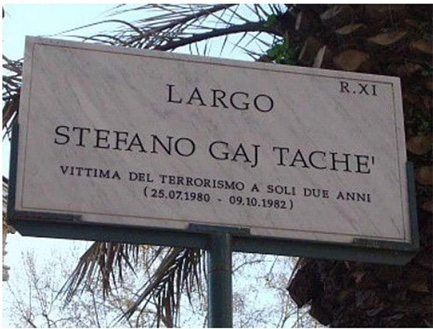 R.XI
LARGO
STEFANO GAJ TACHE'
VITTIMA DEL TERRORISMO A SOLI DUE ANNI
(25.07.1980 - 09.10.1982)